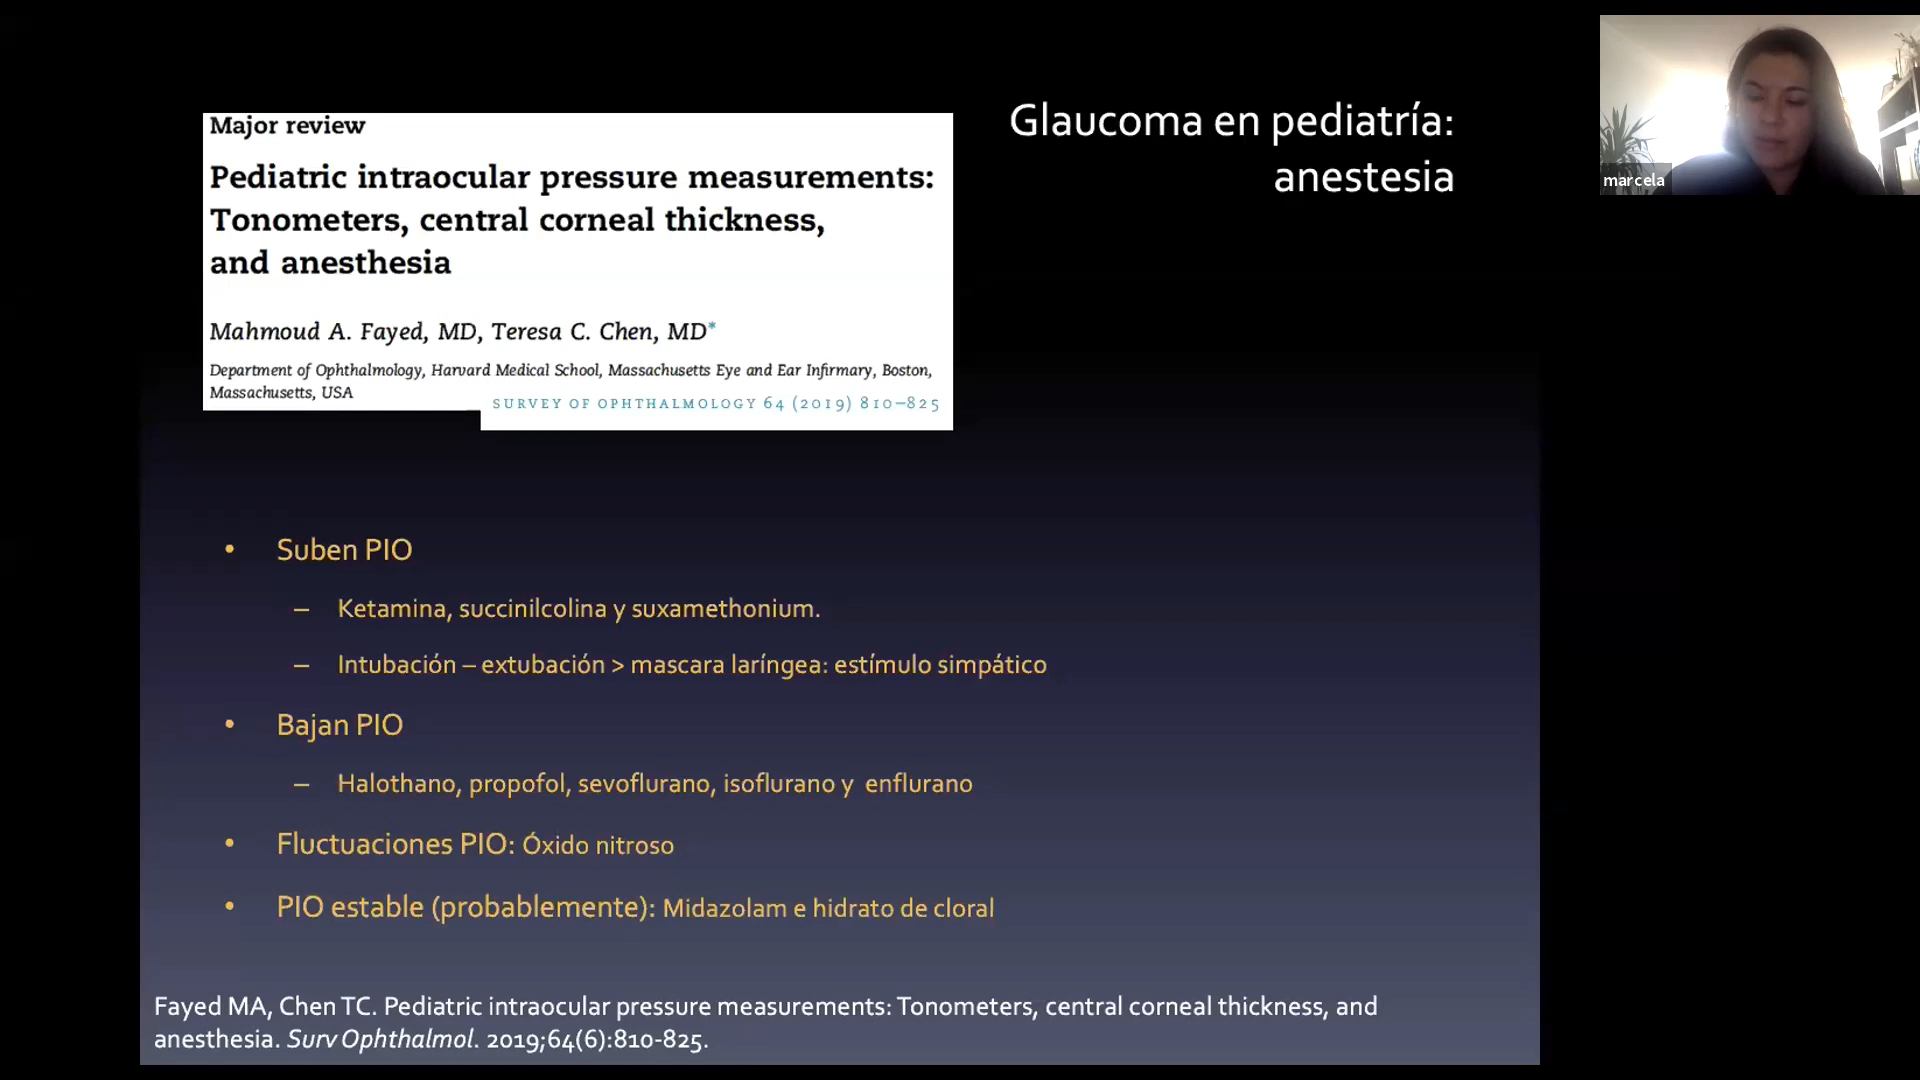 Major review
Pediatric intraocular pressure measurements:
Tonometers, central corneal thickness,
and anesthesia
Mahmoud A. Fayed, MD, Teresa C. Chen, MD*
Department of Ophthalmology, Harvard Medical School, Massachusetts Eye and Ear Infirmary, Boston,
Massachusetts, USA
SURVEY OF OPHTHALMOLOGY 64 (2019) 810–825
Glaucoma en pediatría:
anestesia
marcela
• Suben PIO
– Ketamina, succinilcolina y suxamethonium.
– Intubación – extubación > mascara laríngea: estímulo simpático
• Bajan PIO
– Halothano, propofol, sevoflurano, isoflurano y enflurano
• Fluctuaciones PIO: Óxido nitroso
• PIO estable (probablemente): Midazolam e hidrato de cloral
Fayed MA, Chen TC. Pediatric intraocular pressure measurements: Tonometers, central corneal thickness, and
anesthesia. Surv Ophthalmol. 2019;64(6):810-825.